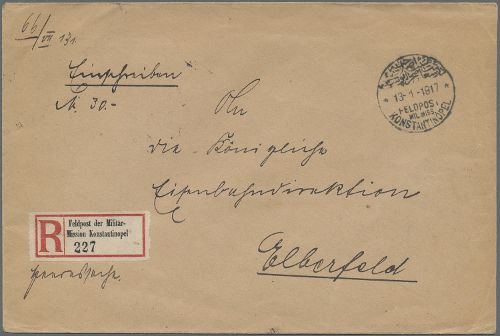 66/VII 131
Einschreiben
M. 30.-
An
die Königliche
Eisenbahndirektion
Elberfeld
* 13-1-1917 *
FELDPOST
MIL. MISS.
KONSTANTINOPEL
R
Feldpost der Militär-
Mission Konstantinopel
227
Heeressache.